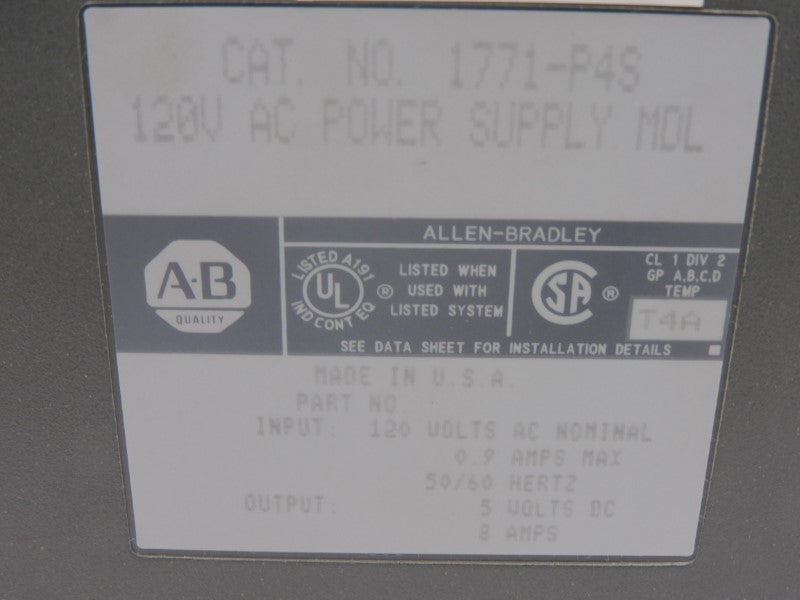 CAT. NO. 1771-P4S
120V AC POWER SUPPLY MDL
ALLEN-BRADLEY
A-B
QUALITY
LISTED A191
UL ®
IND CONT EQ
LISTED WHEN
USED WITH
LISTED SYSTEM
CSA ®
CL 1 DIV 2
GP A,B,C,D
TEMP
T4A
SEE DATA SHEET FOR INSTALLATION DETAILS
MADE IN U.S.A.
PART NO.
INPUT: 120 VOLTS AC NOMINAL
0.9 AMPS MAX
50/60 HERTZ
OUTPUT: 5 VOLTS DC
8 AMPS